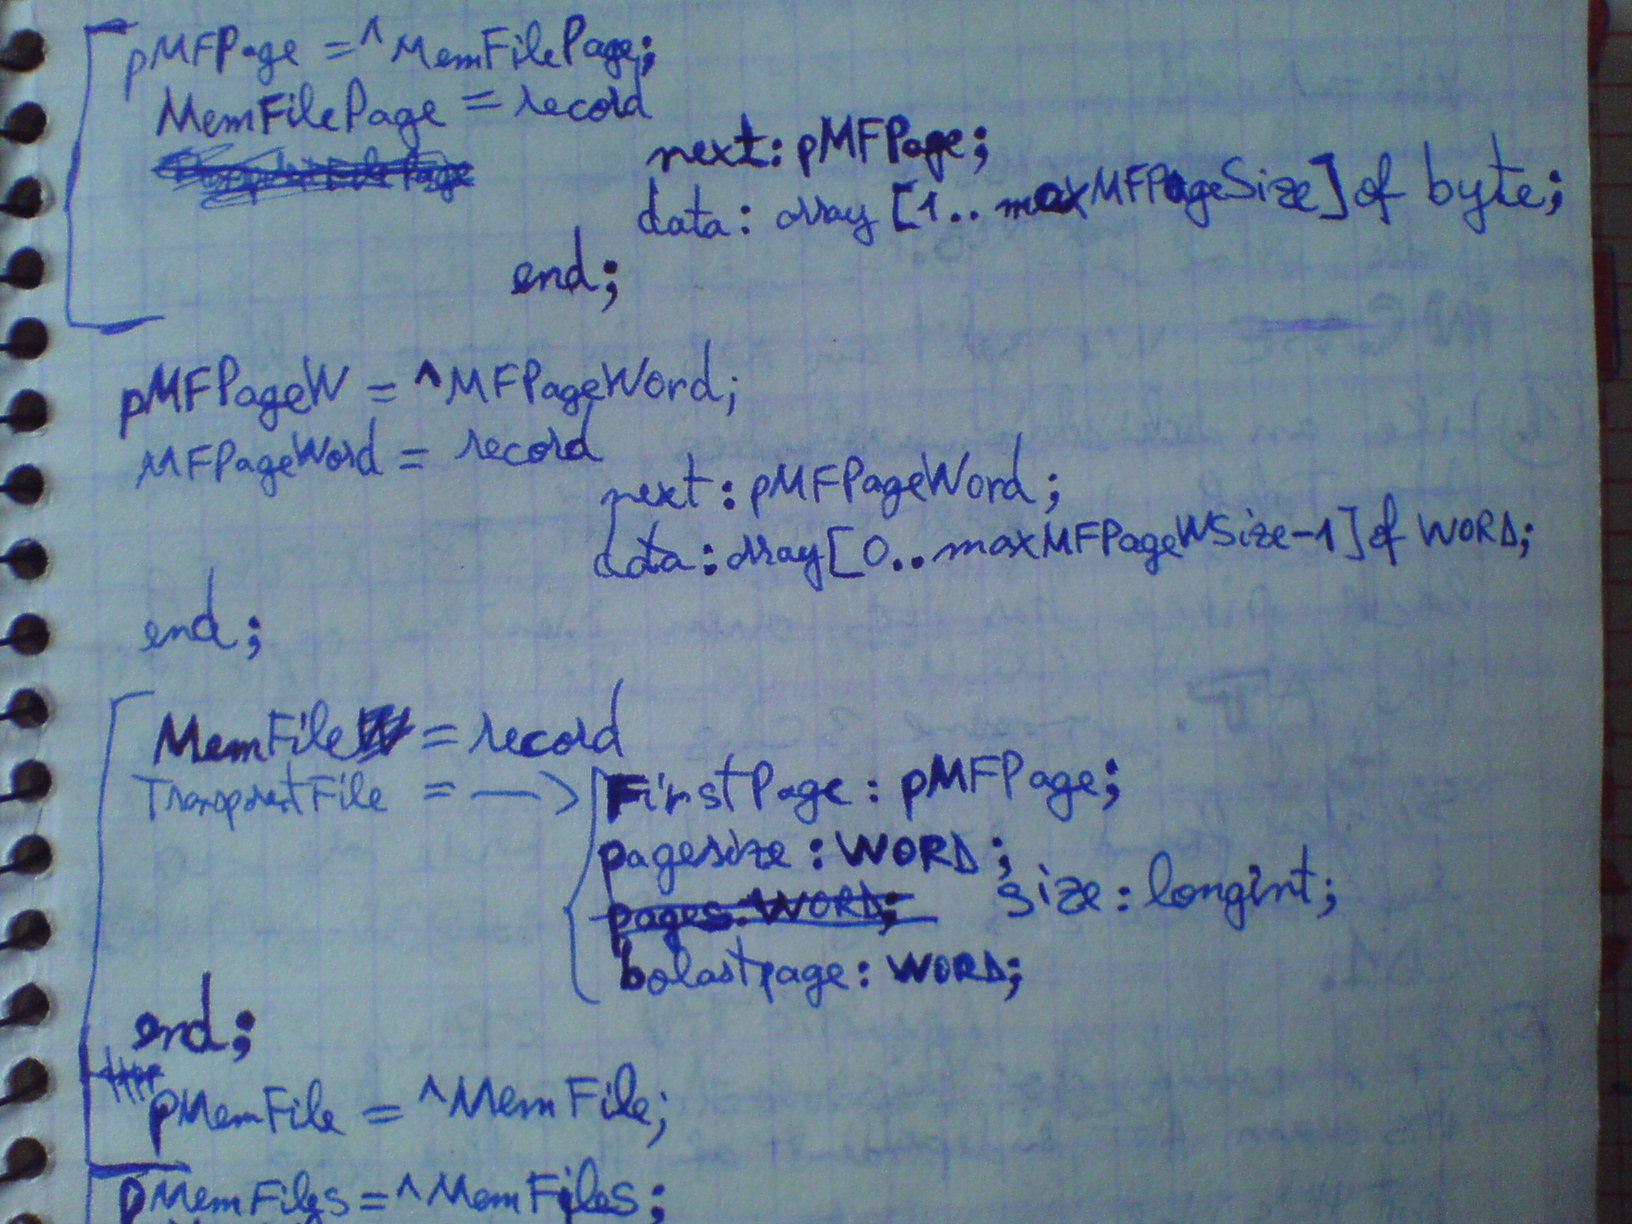 pMFPage = ^MemFilePage;
MemFilePage = record
next: pMFPage;
data: array [1..maxMFPageSize] of byte;
end;
pMFPageW = ^MFPageWord;
MFPageWord = record
next: pMFPageWord;
data: array [0..maxMFPageWSize-1] of WORD;
end;
MemFile = record
TransparentFile = —>
FirstPage: pMFPage;
pagesize: WORD;
pages: WORD; size: longint;
bolastpage: WORD;
end;
pMemFile = ^MemFile;
pMemFiles = ^MemFiles;